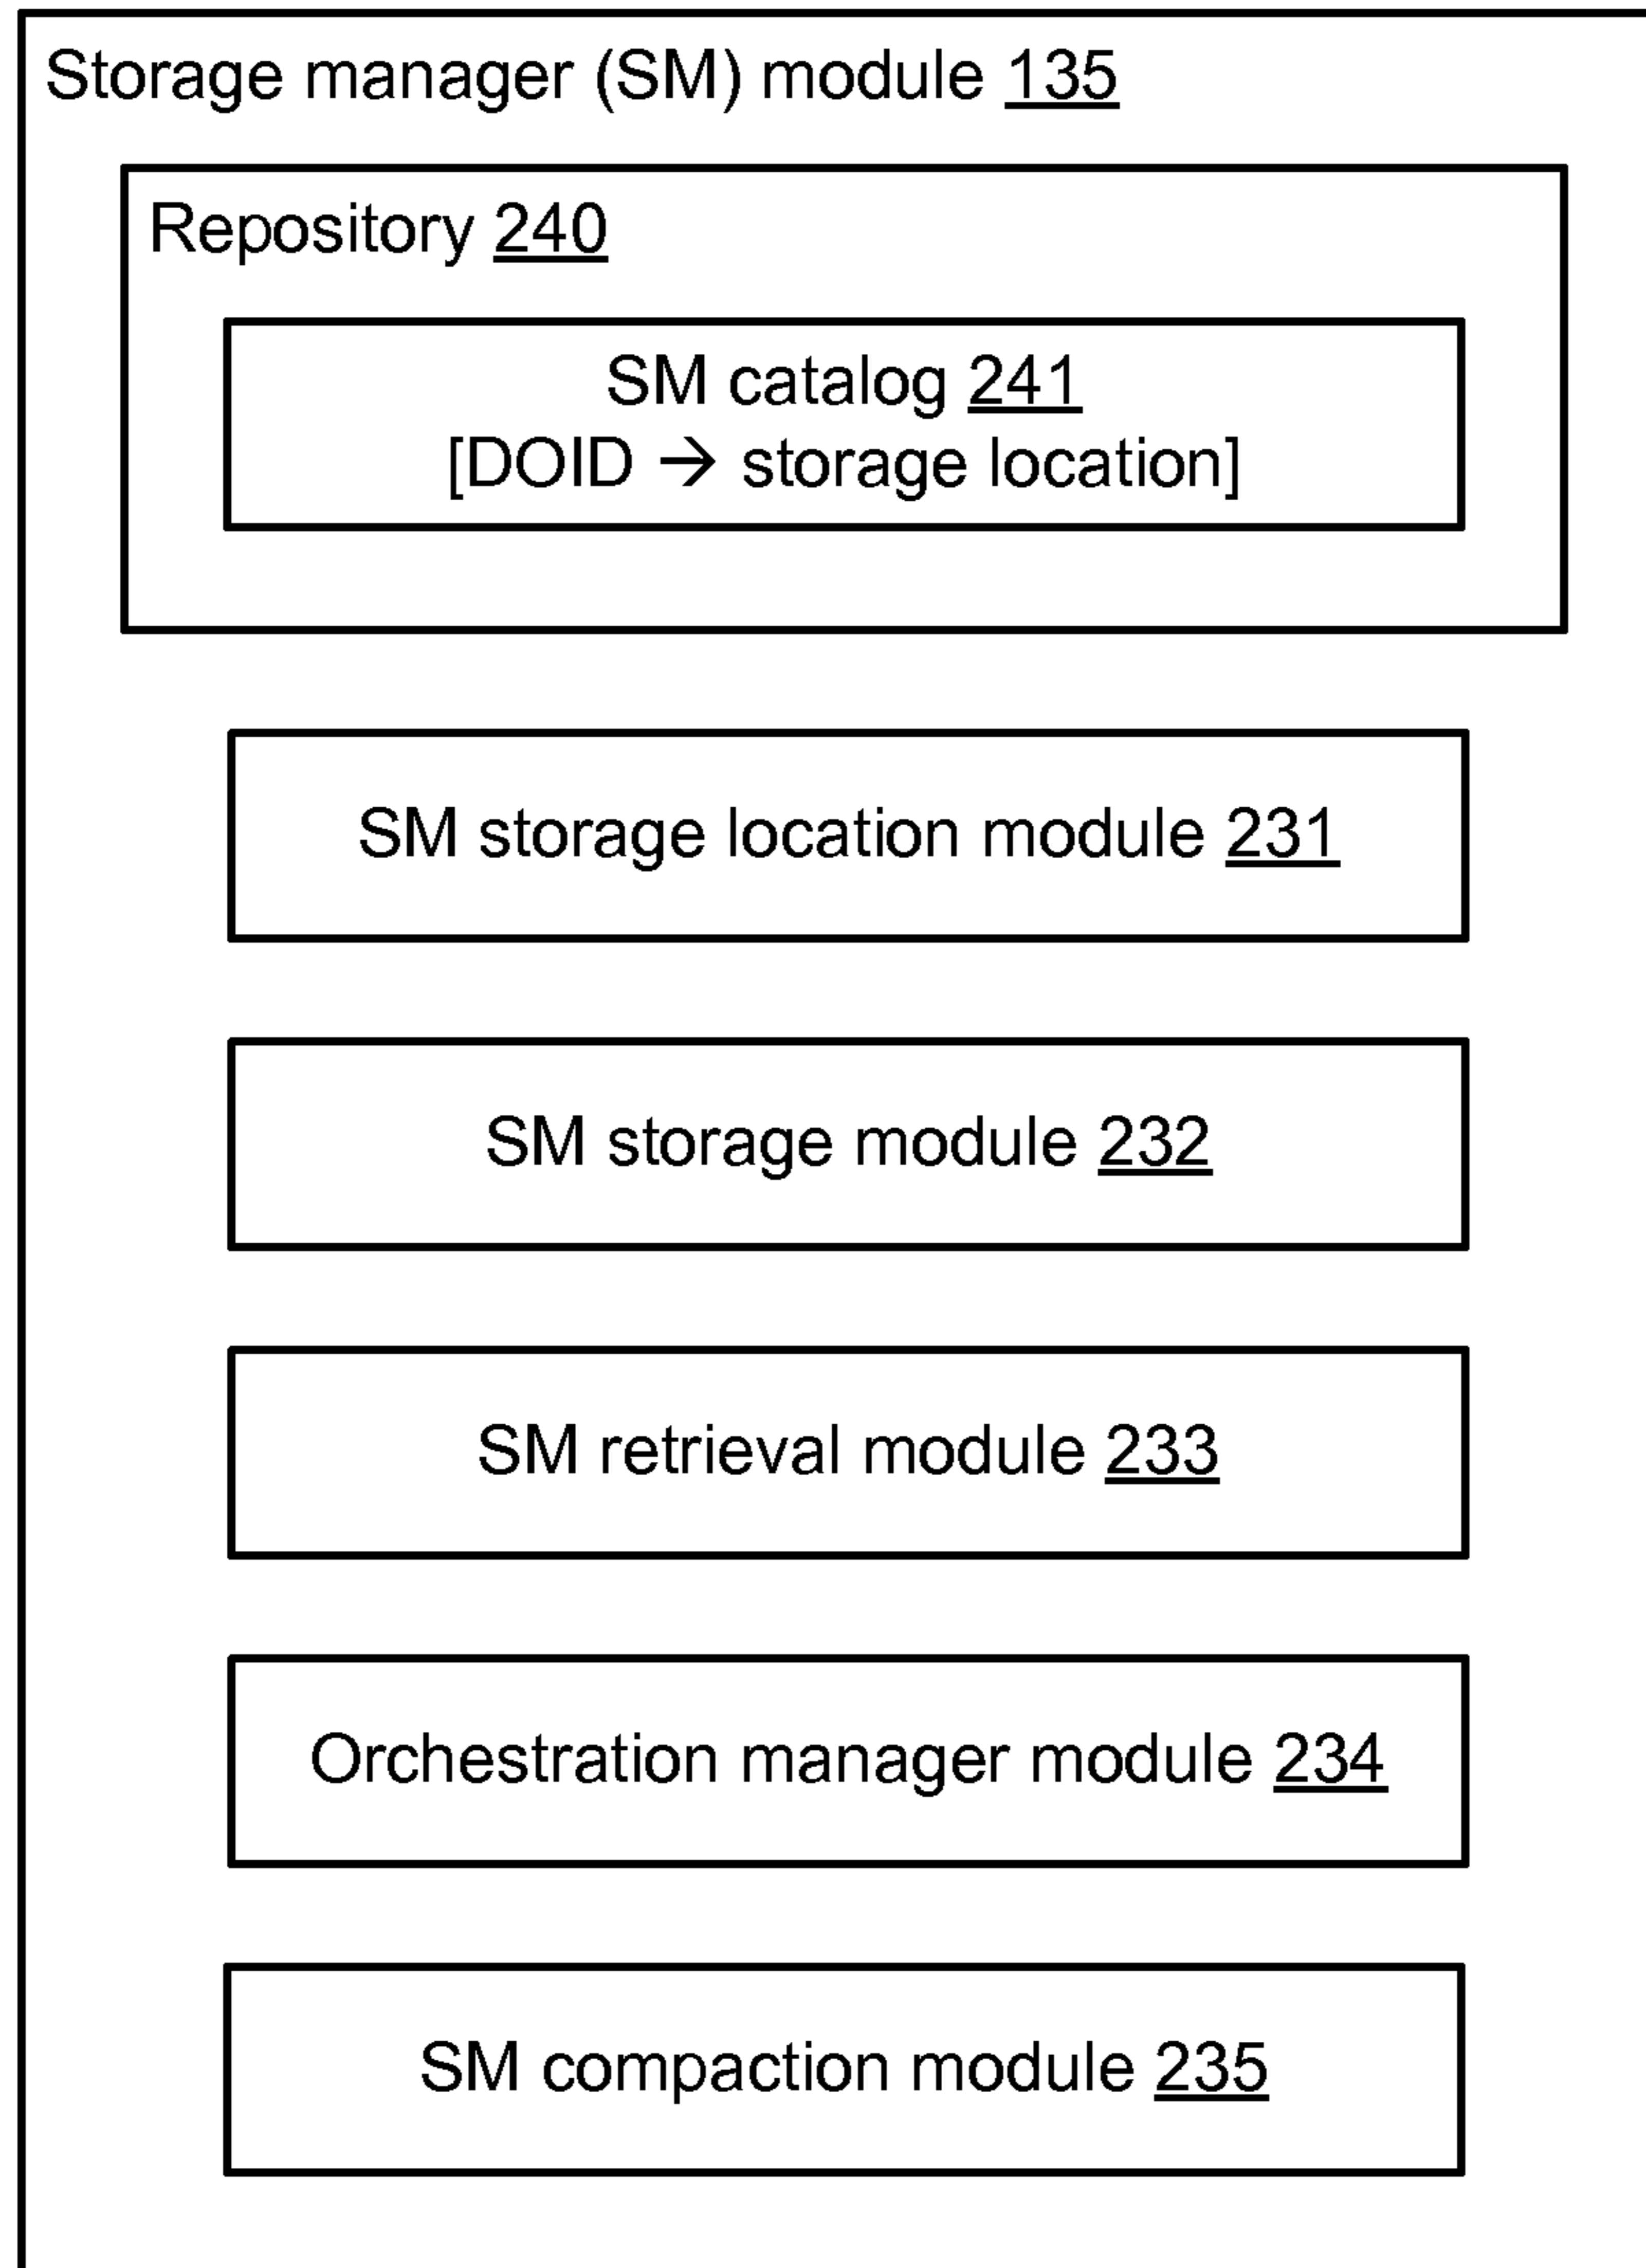 Storage manager (SM) module 135
Repository 240
SM catalog 241
[DOID → storage location]
SM storage location module 231
SM storage module 232
SM retrieval module 233
Orchestration manager module 234
SM compaction module 235